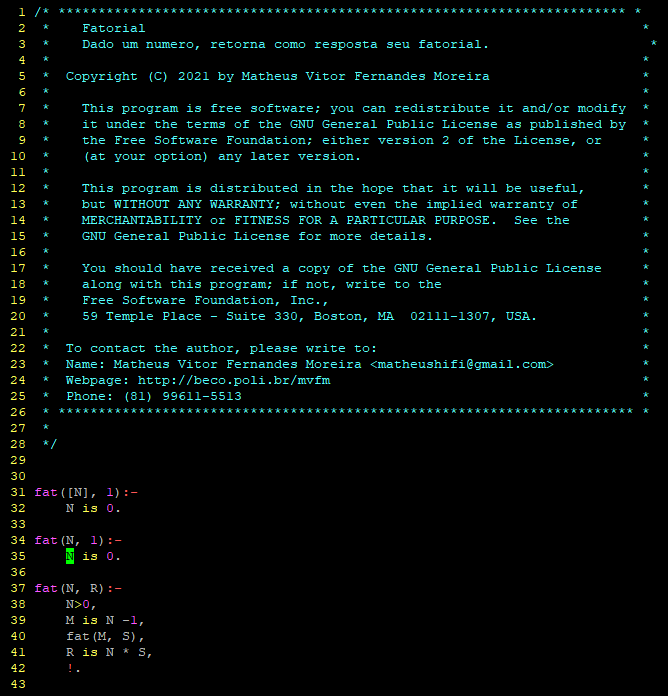 1 /* *********************************************************************** *
2  *    Fatorial                                                              *
3  *    Dado um numero, retorna como resposta seu fatorial.                    *
4  *                                                                          *
5  *  Copyright (C) 2021 by Matheus Vitor Fernandes Moreira                   *
6  *                                                                          *
7  *    This program is free software; you can redistribute it and/or modify  *
8  *    it under the terms of the GNU General Public License as published by  *
9  *    the Free Software Foundation; either version 2 of the License, or     *
10  *    (at your option) any later version.                                   *
11  *                                                                          *
12  *    This program is distributed in the hope that it will be useful,       *
13  *    but WITHOUT ANY WARRANTY; without even the implied warranty of        *
14  *    MERCHANTABILITY or FITNESS FOR A PARTICULAR PURPOSE.  See the         *
15  *    GNU General Public License for more details.                          *
16  *                                                                          *
17  *    You should have received a copy of the GNU General Public License     *
18  *    along with this program; if not, write to the                         *
19  *    Free Software Foundation, Inc.,                                       *
20  *    59 Temple Place - Suite 330, Boston, MA  02111-1307, USA.             *
21  *                                                                          *
22  *  To contact the author, please write to:                                 *
23  *  Name: Matheus Vitor Fernandes Moreira <matheushifi@gmail.com>           *
24  *  Webpage: http://beco.poli.br/mvfm                                       *
25  *  Phone: (81) 99611-5513                                                  *
26  * ************************************************************************ *
27  *
28  */
29
30
31 fat([N], 1):-
32     N is 0.
33
34 fat(N, 1):-
35     N is 0.
36
37 fat(N, R):-
38     N>0,
39     M is N -1,
40     fat(M, S),
41     R is N * S,
42     !.
43